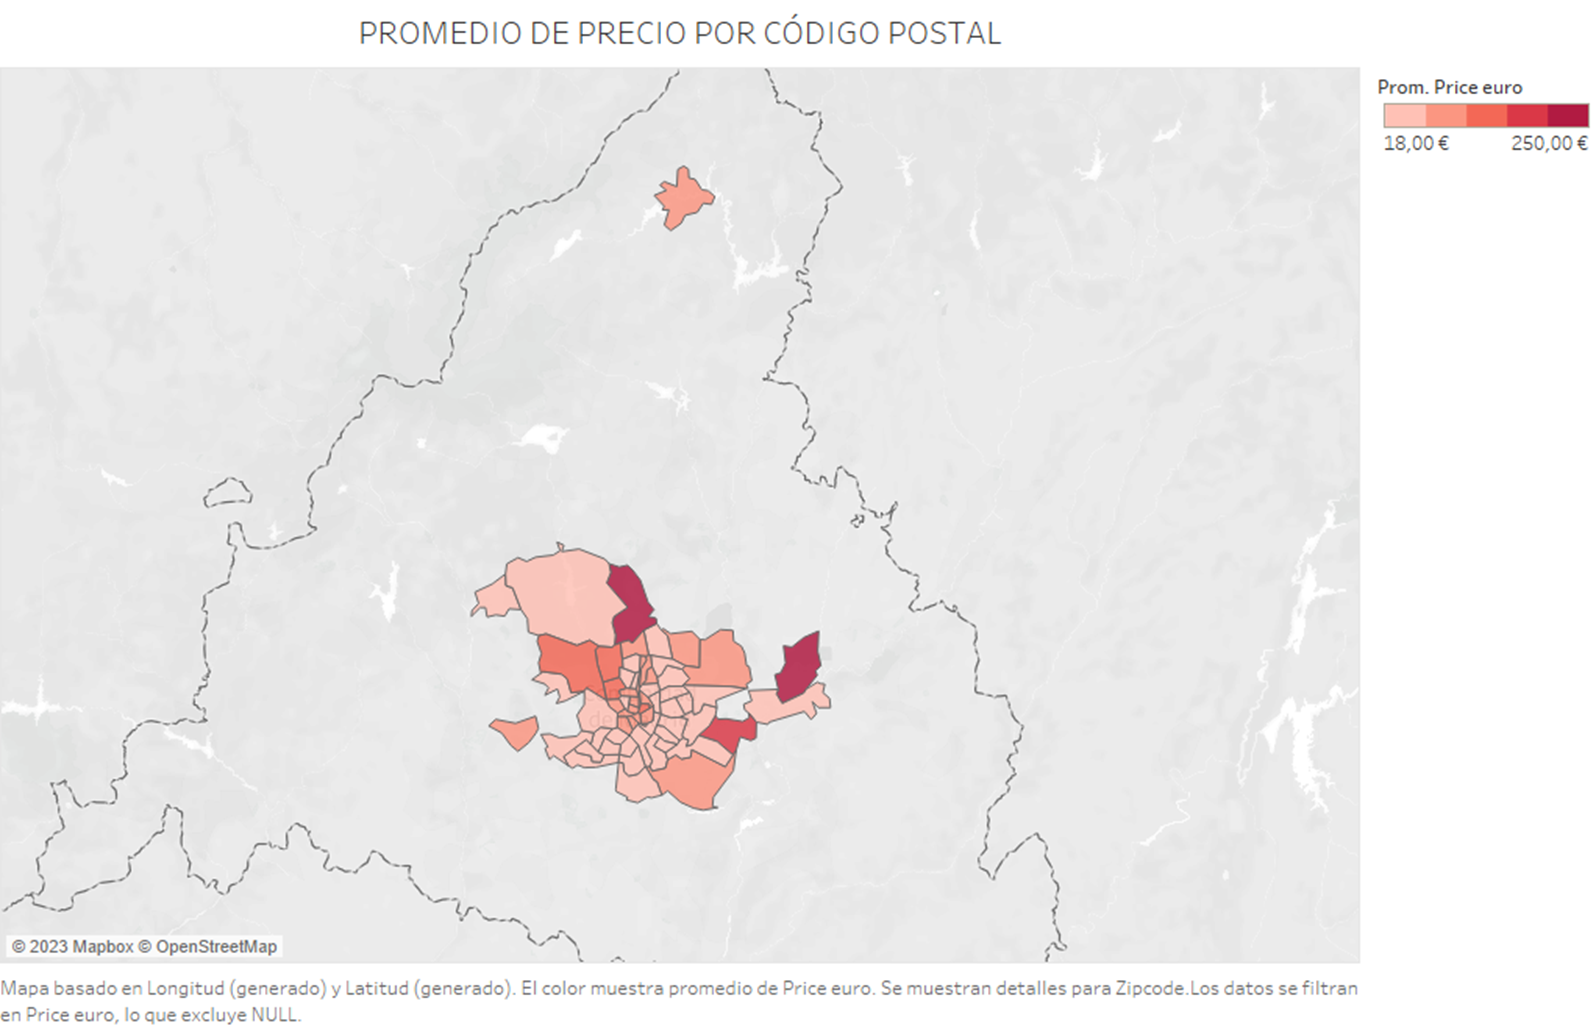 PROMEDIO DE PRECIO POR CÓDIGO POSTAL
Prom. Price euro
18,00 € 250,00 €
© 2023 Mapbox © OpenStreetMap
Mapa basado en Longitud (generado) y Latitud (generado). El color muestra promedio de Price euro. Se muestran detalles para Zipcode.Los datos se filtran
en Price euro, lo que excluye NULL.